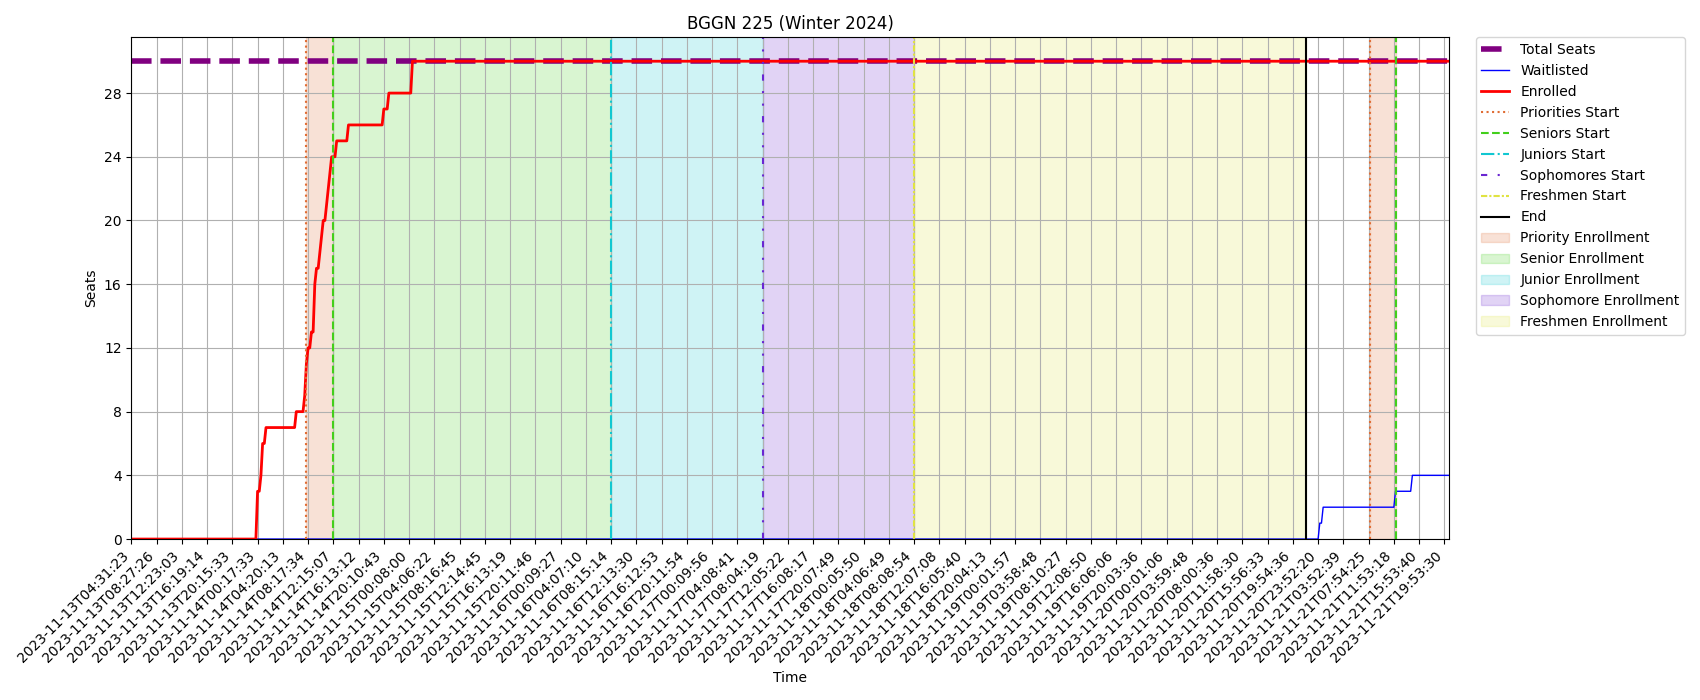 BGGN 225 (Winter 2024)
Seats
28
24
20
16
12
8
4
0
2023-11-13T04:31:23
2023-11-13T08:27:26
2023-11-13T12:23:03
2023-11-13T16:19:14
2023-11-13T20:15:33
2023-11-14T00:17:33
2023-11-14T04:20:13
2023-11-14T08:17:34
2023-11-14T12:15:07
2023-11-14T16:13:12
2023-11-14T20:10:43
2023-11-15T00:08:00
2023-11-15T04:06:22
2023-11-15T08:16:45
2023-11-15T12:14:45
2023-11-15T16:13:19
2023-11-15T20:11:46
2023-11-16T00:09:27
2023-11-16T04:07:10
2023-11-16T08:15:14
2023-11-16T12:13:30
2023-11-16T16:12:53
2023-11-16T20:11:54
2023-11-17T00:09:56
2023-11-17T04:08:41
2023-11-17T08:04:19
2023-11-17T12:05:22
2023-11-17T16:08:17
2023-11-17T20:07:49
2023-11-18T00:05:50
2023-11-18T04:06:49
2023-11-18T08:08:54
2023-11-18T12:07:08
2023-11-18T16:05:40
2023-11-18T20:04:13
2023-11-19T00:01:57
2023-11-19T03:58:48
2023-11-19T08:10:27
2023-11-19T12:08:50
2023-11-19T16:06:06
2023-11-19T20:03:36
2023-11-20T00:01:06
2023-11-20T03:59:48
2023-11-20T08:00:36
2023-11-20T11:58:30
2023-11-20T15:56:33
2023-11-20T19:54:36
2023-11-20T23:52:20
2023-11-21T03:52:39
2023-11-21T07:54:25
2023-11-21T11:53:18
2023-11-21T15:53:40
2023-11-21T19:53:30
Time
Total Seats
Waitlisted
Enrolled
Priorities Start
Seniors Start
Juniors Start
Sophomores Start
Freshmen Start
End
Priority Enrollment
Senior Enrollment
Junior Enrollment
Sophomore Enrollment
Freshmen Enrollment